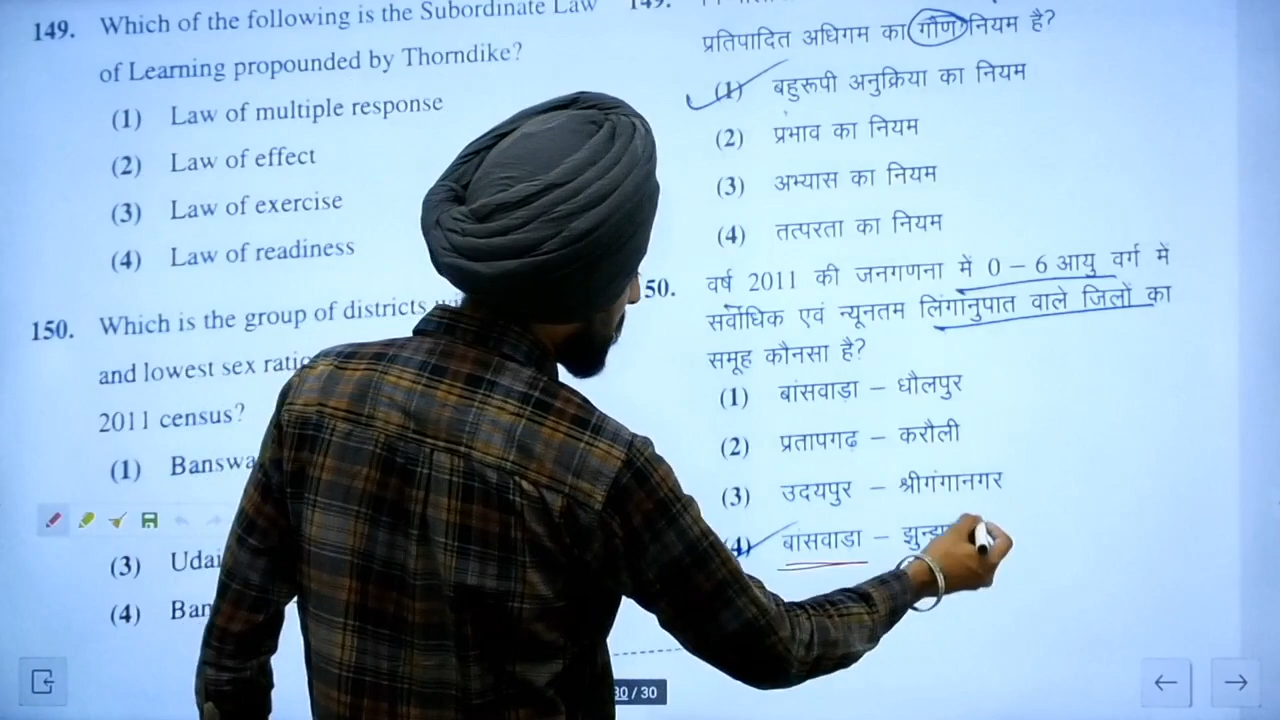 149. Which of the following is the Subordinate Law
of Learning propounded by Thorndike?
(1) Law of multiple response
(2) Law of effect
(3) Law of exercise
(4) Law of readiness
150. Which is the group of districts
and lowest sex ratio
2011 census?
(1)
(3)
(4)
149.
प्रतिपादित अधिगम का गौण नियम है?
(1) बहुरूपी अनुक्रिया का नियम
(2) प्रभाव का नियम
(3) अभ्यास का नियम
(4) तत्परता का नियम
50. वर्ष 2011 की जनगणना में 0 – 6 आयु वर्ग में
सर्वाधिक एवं न्यूनतम लिंगानुपात वाले जिलों का
समूह कौनसा है?
(1) बांसवाडा – धौलपुर
(2) प्रतापगढ – करौली
(3) उदयपुर – श्रीगंगानगर
(4) बांसवाडा –
30 / 30